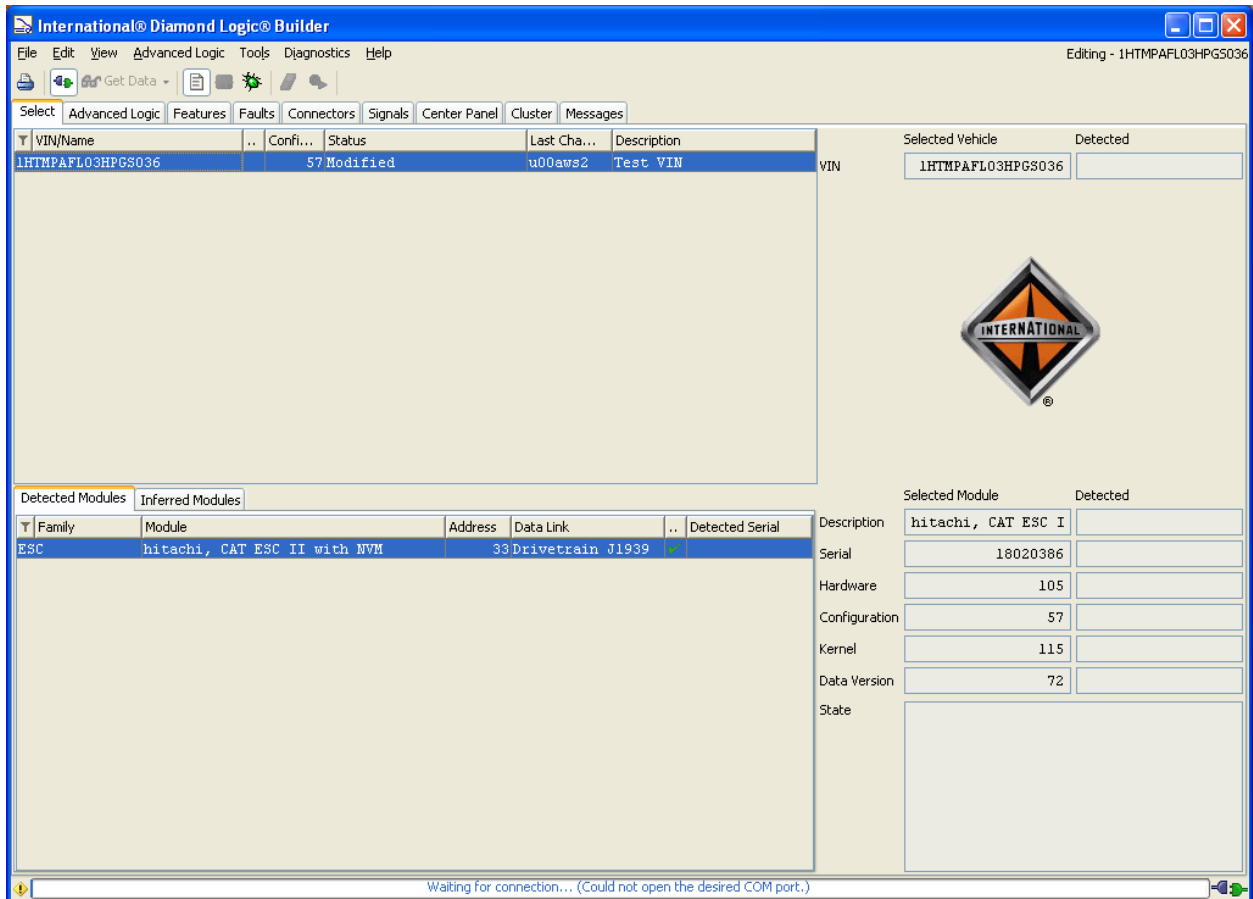 International® Diamond Logic® Builder
File Edit View Advanced Logic Tools Diagnostics Help Editing - 1HTMPAFL03HPGS036
Get Data
Select Advanced Logic Features Faults Connectors Signals Center Panel Cluster Messages
VIN/Name .. Confi... Status Last Cha... Description
1HTMPAFL03HPGS036 57 Modified u00aws2 Test VIN
Selected Vehicle Detected
VIN 1HTMPAFL03HPGS036
INTERNATIONAL
®
Detected Modules Inferred Modules
Family Module Address Data Link .. Detected Serial
ESC hitachi, CAT ESC II with NVM 33 Drivetrain J1939
Selected Module Detected
Description hitachi, CAT ESC I
Serial 18020386
Hardware 105
Configuration 57
Kernel 115
Data Version 72
State
Waiting for connection... (Could not open the desired COM port.)